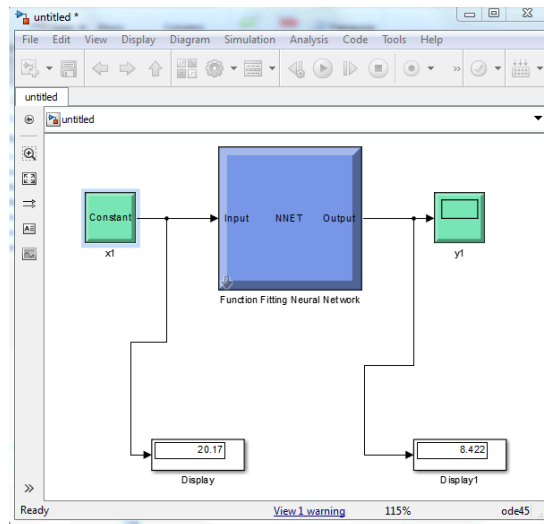 untitled *
File Edit View Display Diagram Simulation Analysis Code Tools Help
untitled
untitled
Constant
Input NNET Output
x1
y1
Function Fitting Neural Network
20.17
8.422
Display
Display1
Ready View 1 warning 115% ode45